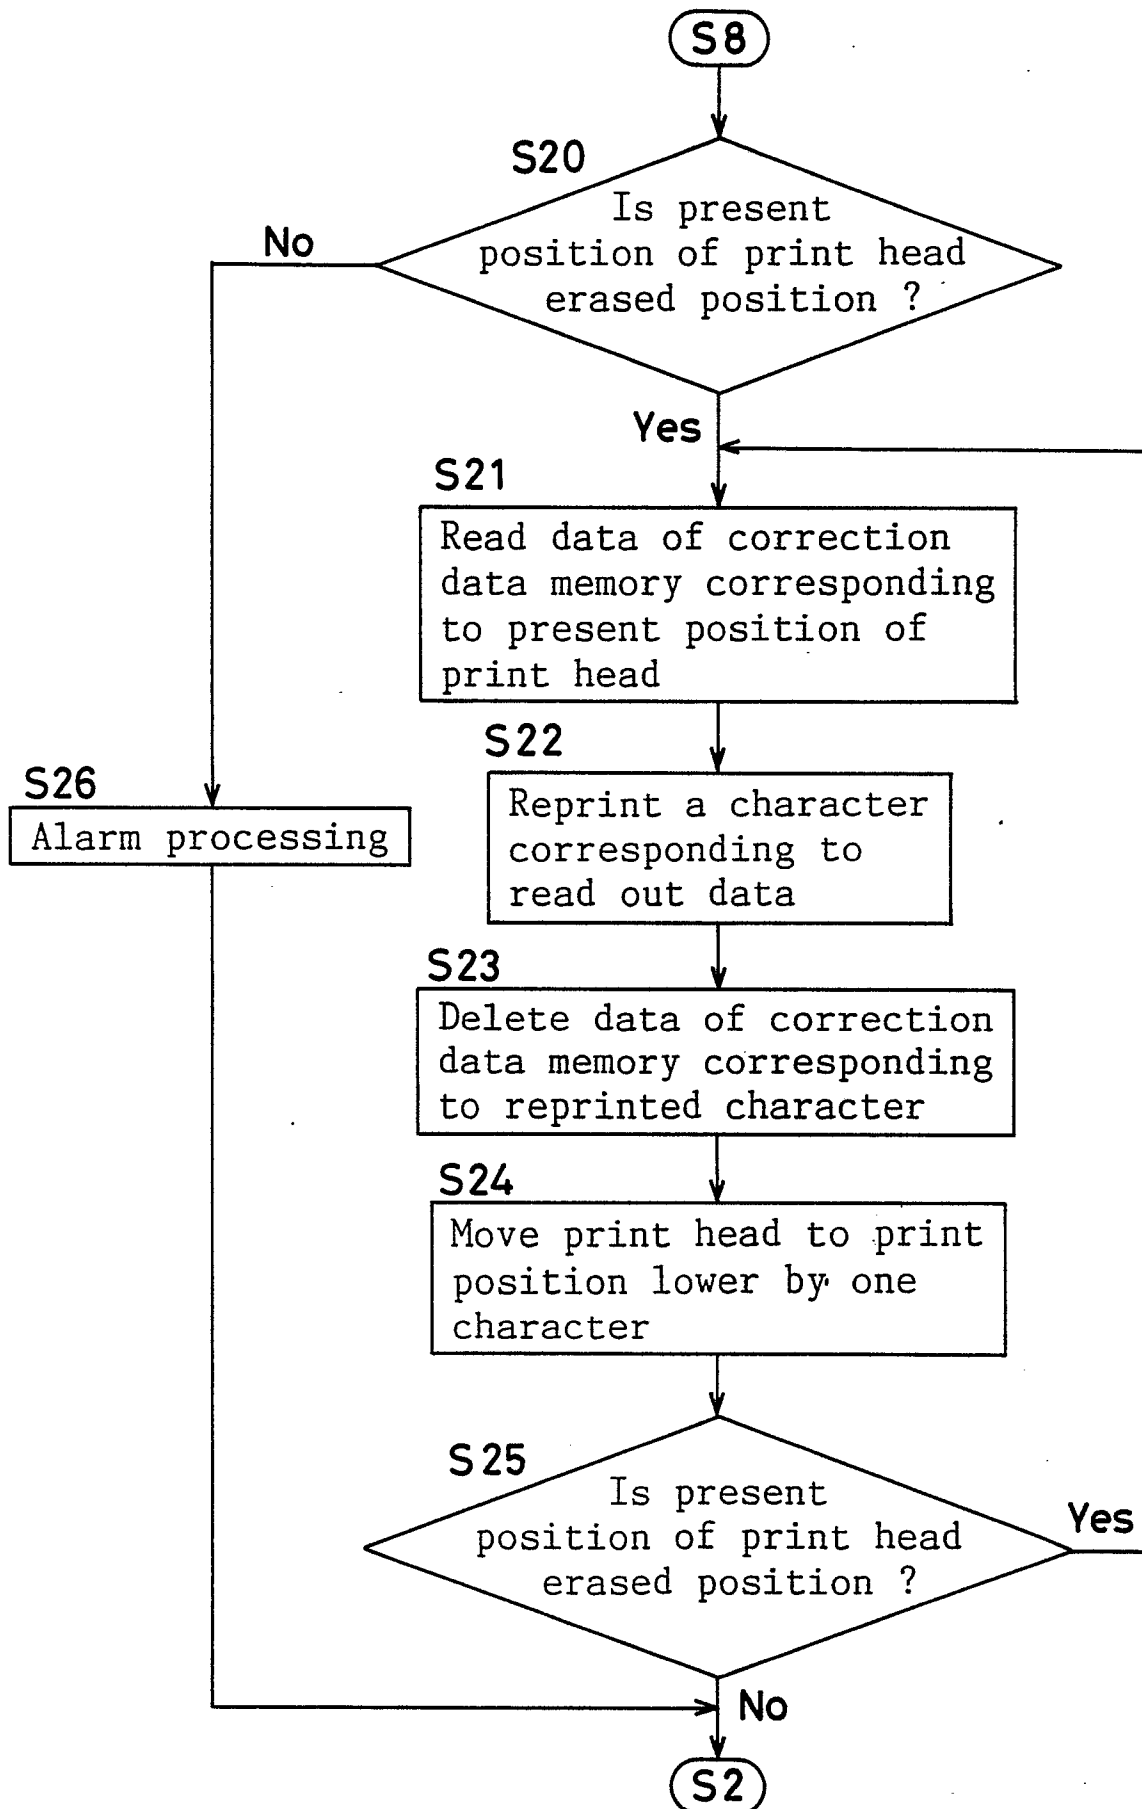 S8
S20
Is present
position of print head
erased position ?
No
Yes
S21
Read data of correction
data memory corresponding
to present position of
print head
S22
Reprint a character
corresponding to
read out data
S26
Alarm processing
S23
Delete data of correction
data memory corresponding
to reprinted character
S24
Move print head to print
position lower by one
character
S25
Is present
position of print head
erased position ?
Yes
No
S2